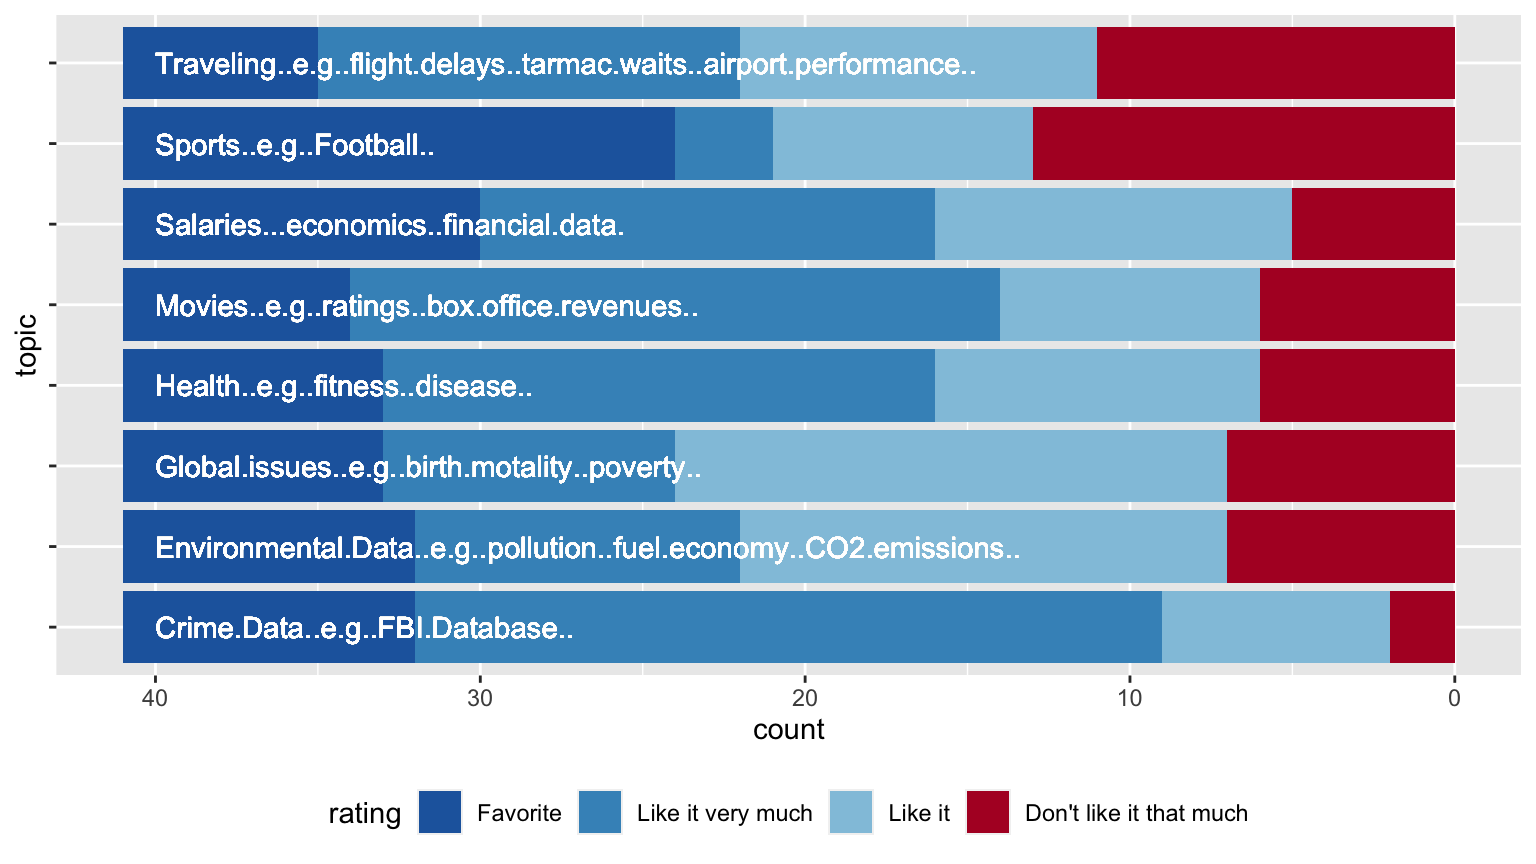 Traveling..e.g..flight.delays..tarmac.waits..airport.performance..
Sports..e.g..Football..
Salaries...economics..financial.data.
Movies..e.g..ratings..box.office.revenues..
Health..e.g..fitness..disease..
Global.issues..e.g..birth.motality..poverty..
Environmental.Data..e.g..pollution..fuel.economy..CO2.emissions..
Crime.Data..e.g..FBI.Database..
topic
40 30 20 10 0
count
rating Favorite Like it very much Like it Don't like it that much